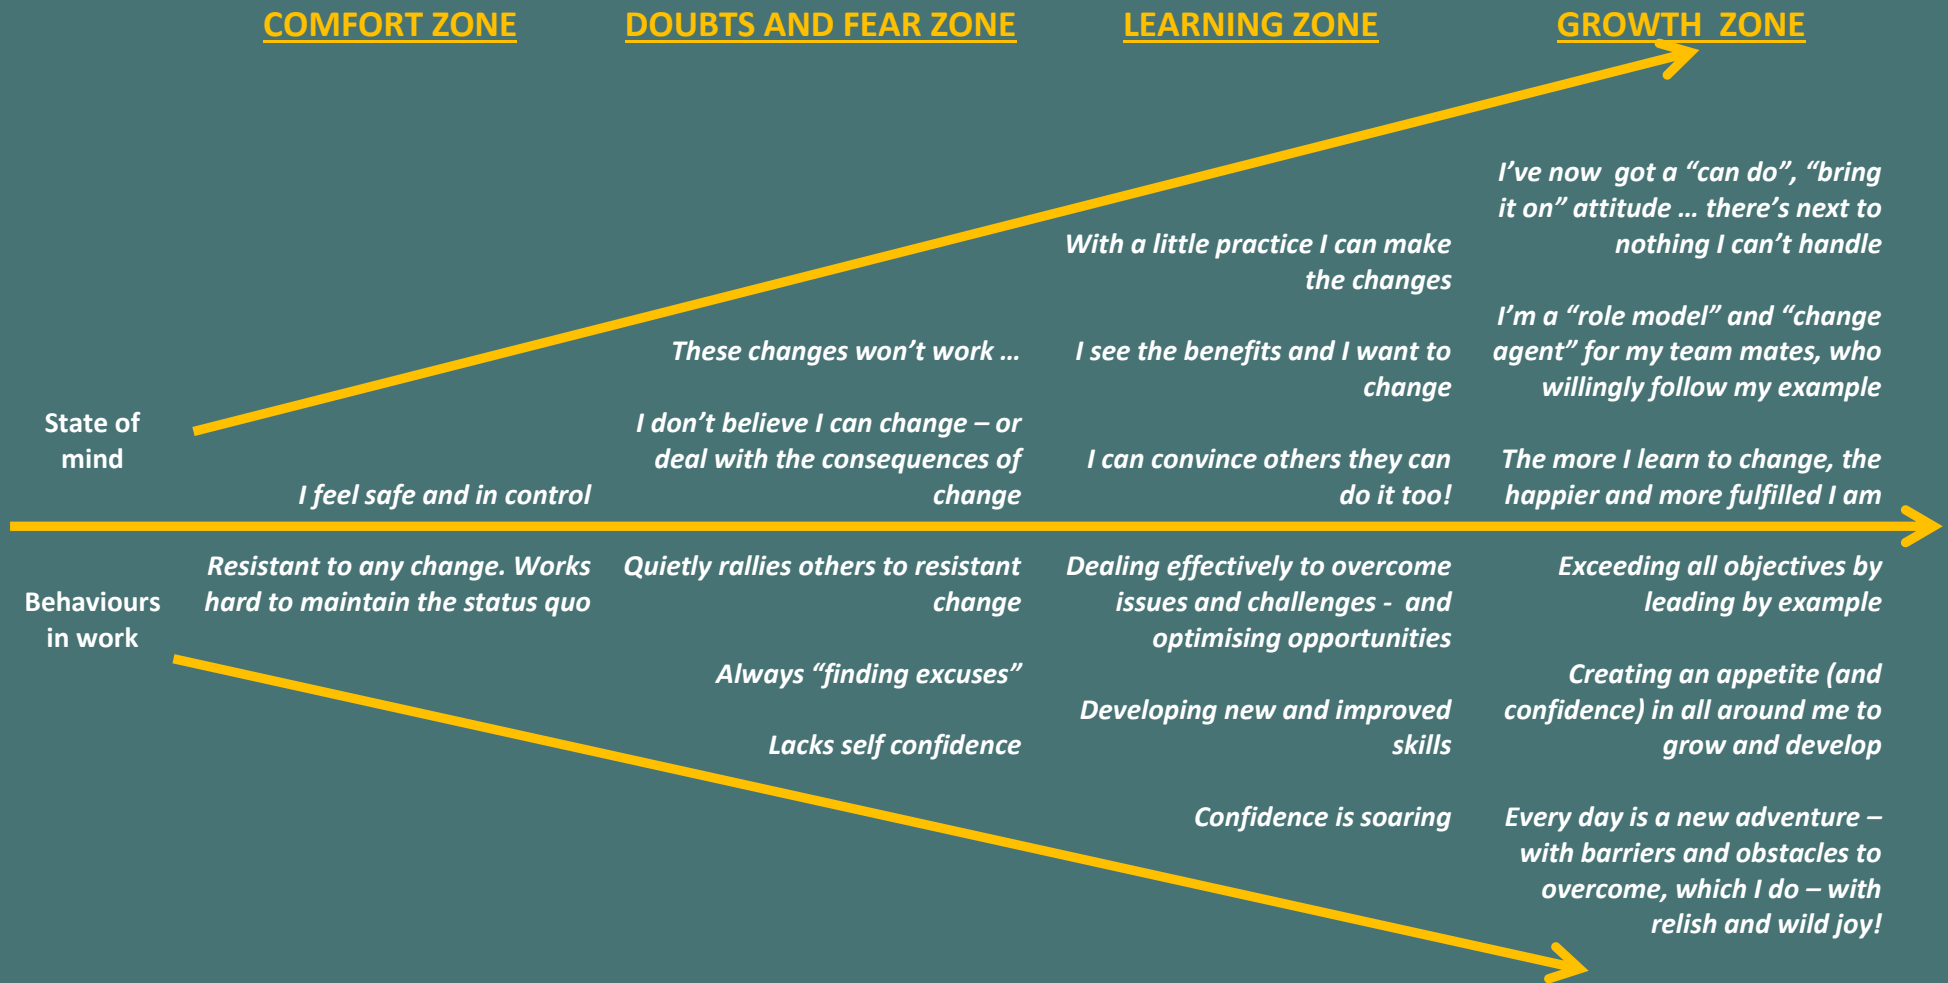 COMFORT ZONE
DOUBTS AND FEAR ZONE
LEARNING ZONE
GROWTH  ZONE
State of
mind
I feel safe and in control
These changes won’t work …
I don’t believe I can change – or
deal with the consequences of
change
With a little practice I can make
the changes
I see the benefits and I want to
change
I can convince others they can
do it too!
I’ve now  got a “can do”, “bring
it on” attitude … there’s next to
nothing I can’t handle
I’m a “role model” and “change
agent” for my team mates, who
willingly follow my example
The more I learn to change, the
happier and more fulfilled I am
Behaviours
in work
Resistant to any change. Works
hard to maintain the status quo
Quietly rallies others to resistant
change
Always “finding excuses”
Lacks self confidence
Dealing effectively to overcome
issues and challenges -  and
optimising opportunities
Developing new and improved
skills
Confidence is soaring
Exceeding all objectives by
leading by example
Creating an appetite (and
confidence) in all around me to
grow and develop
Every day is a new adventure –
with barriers and obstacles to
overcome, which I do – with
relish and wild joy!